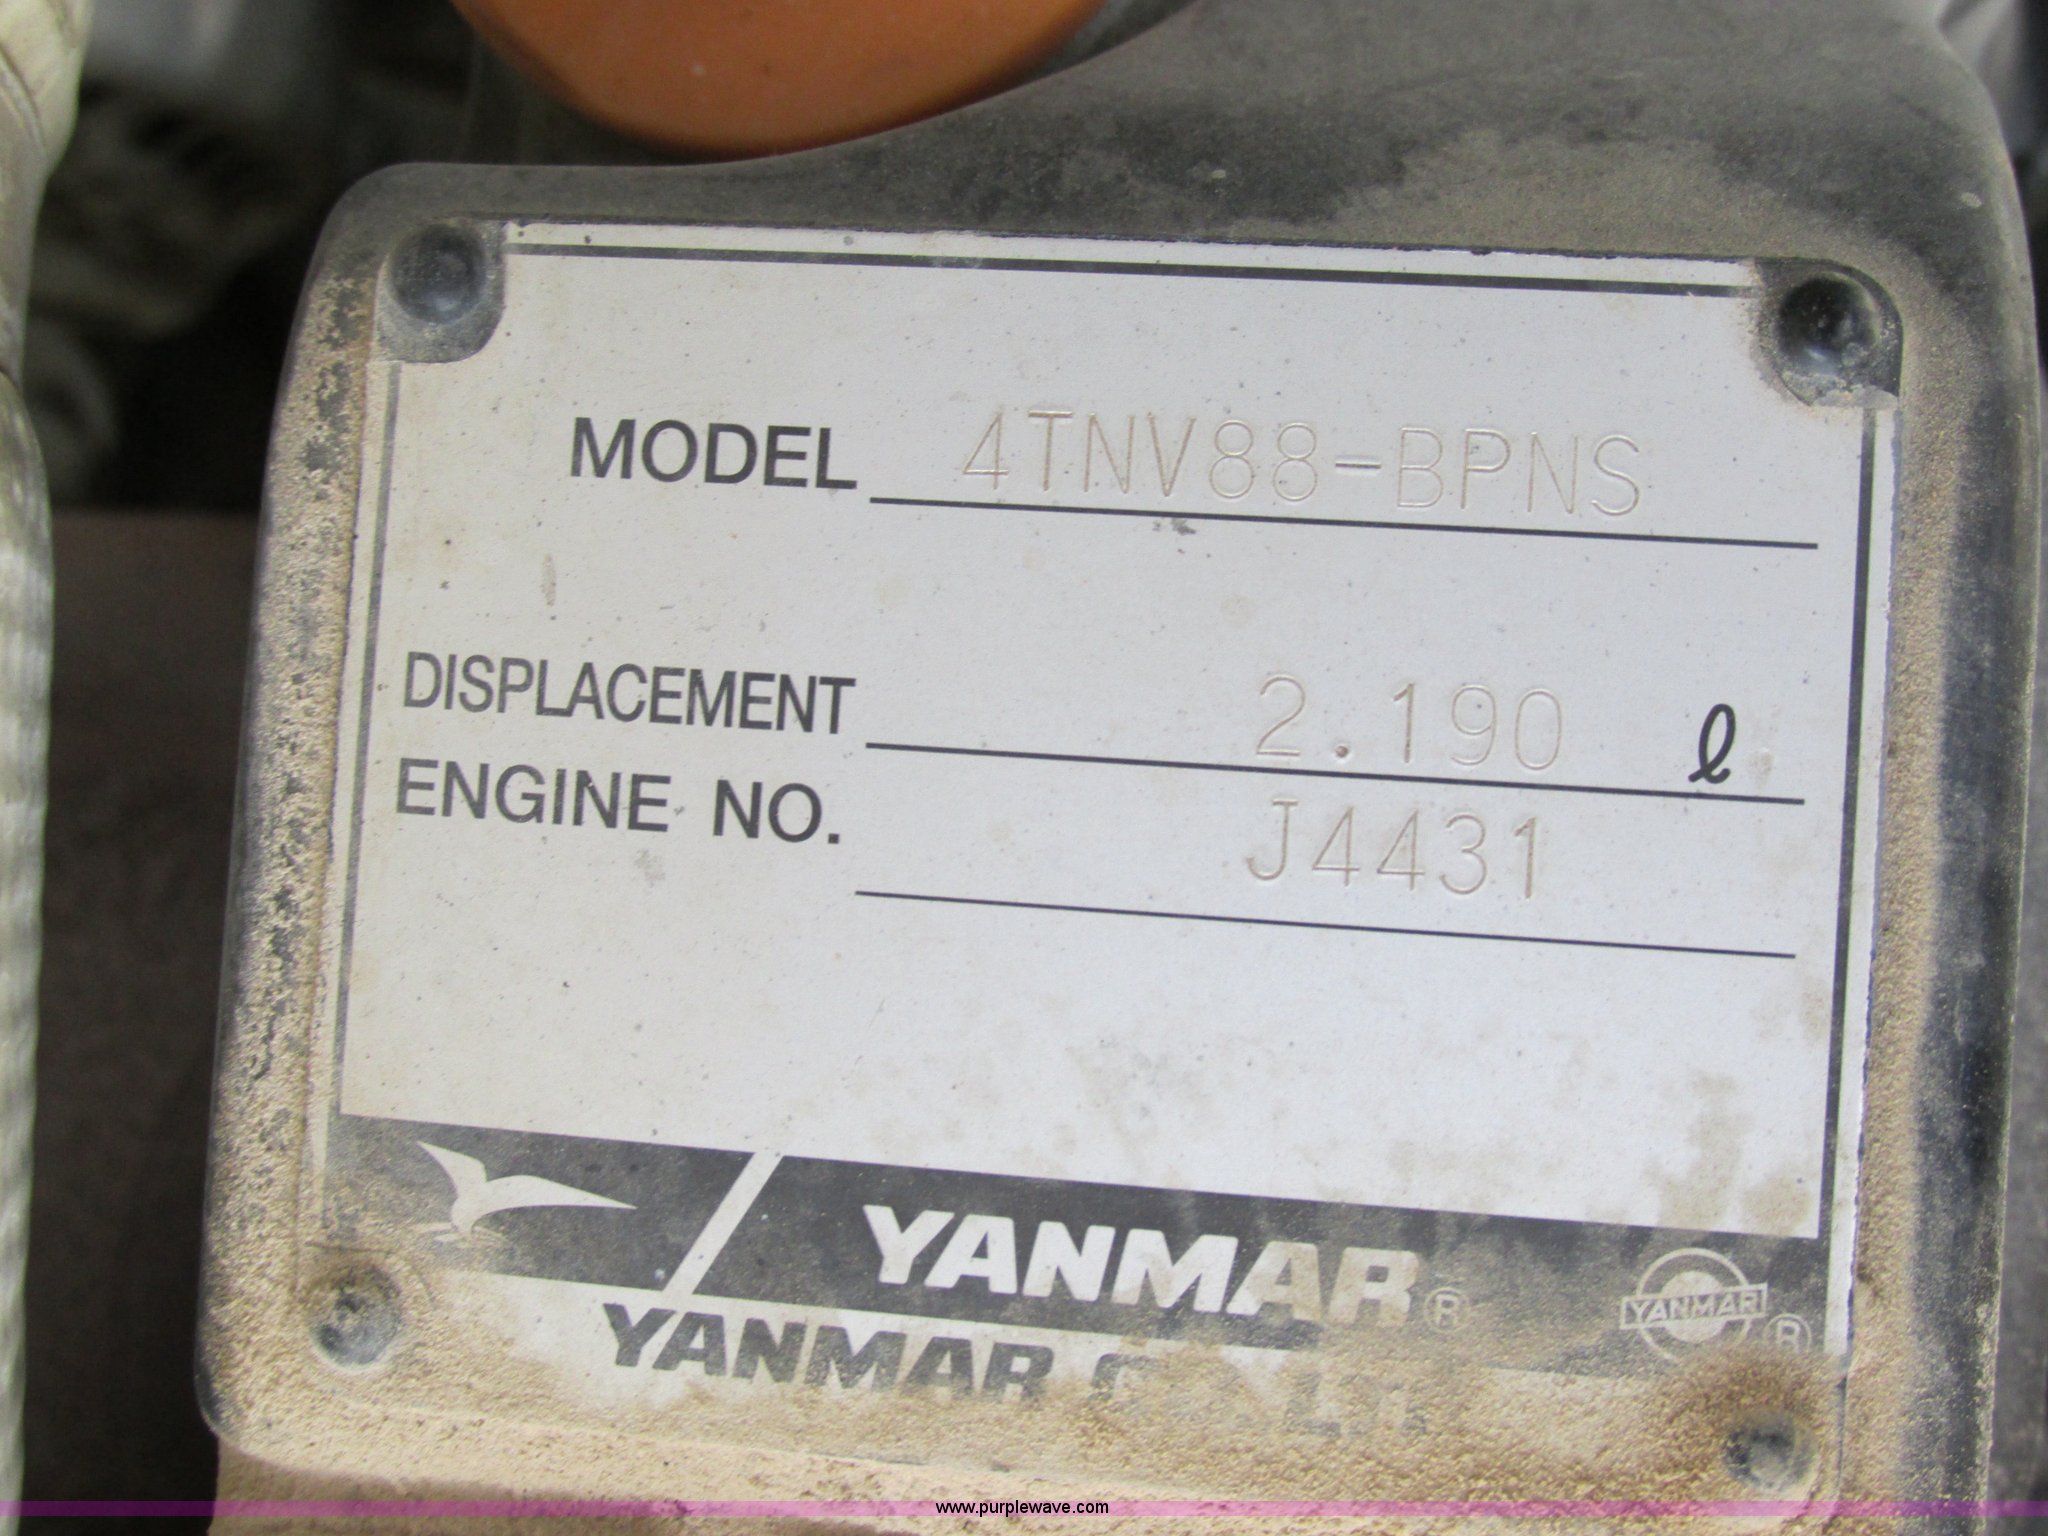 MODEL 4TNV88-BPNS
DISPLACEMENT 2.190 ℓ
ENGINE NO. J4431
YANMAR®
YANMAR ®
YANMAR
www.purplewave.com